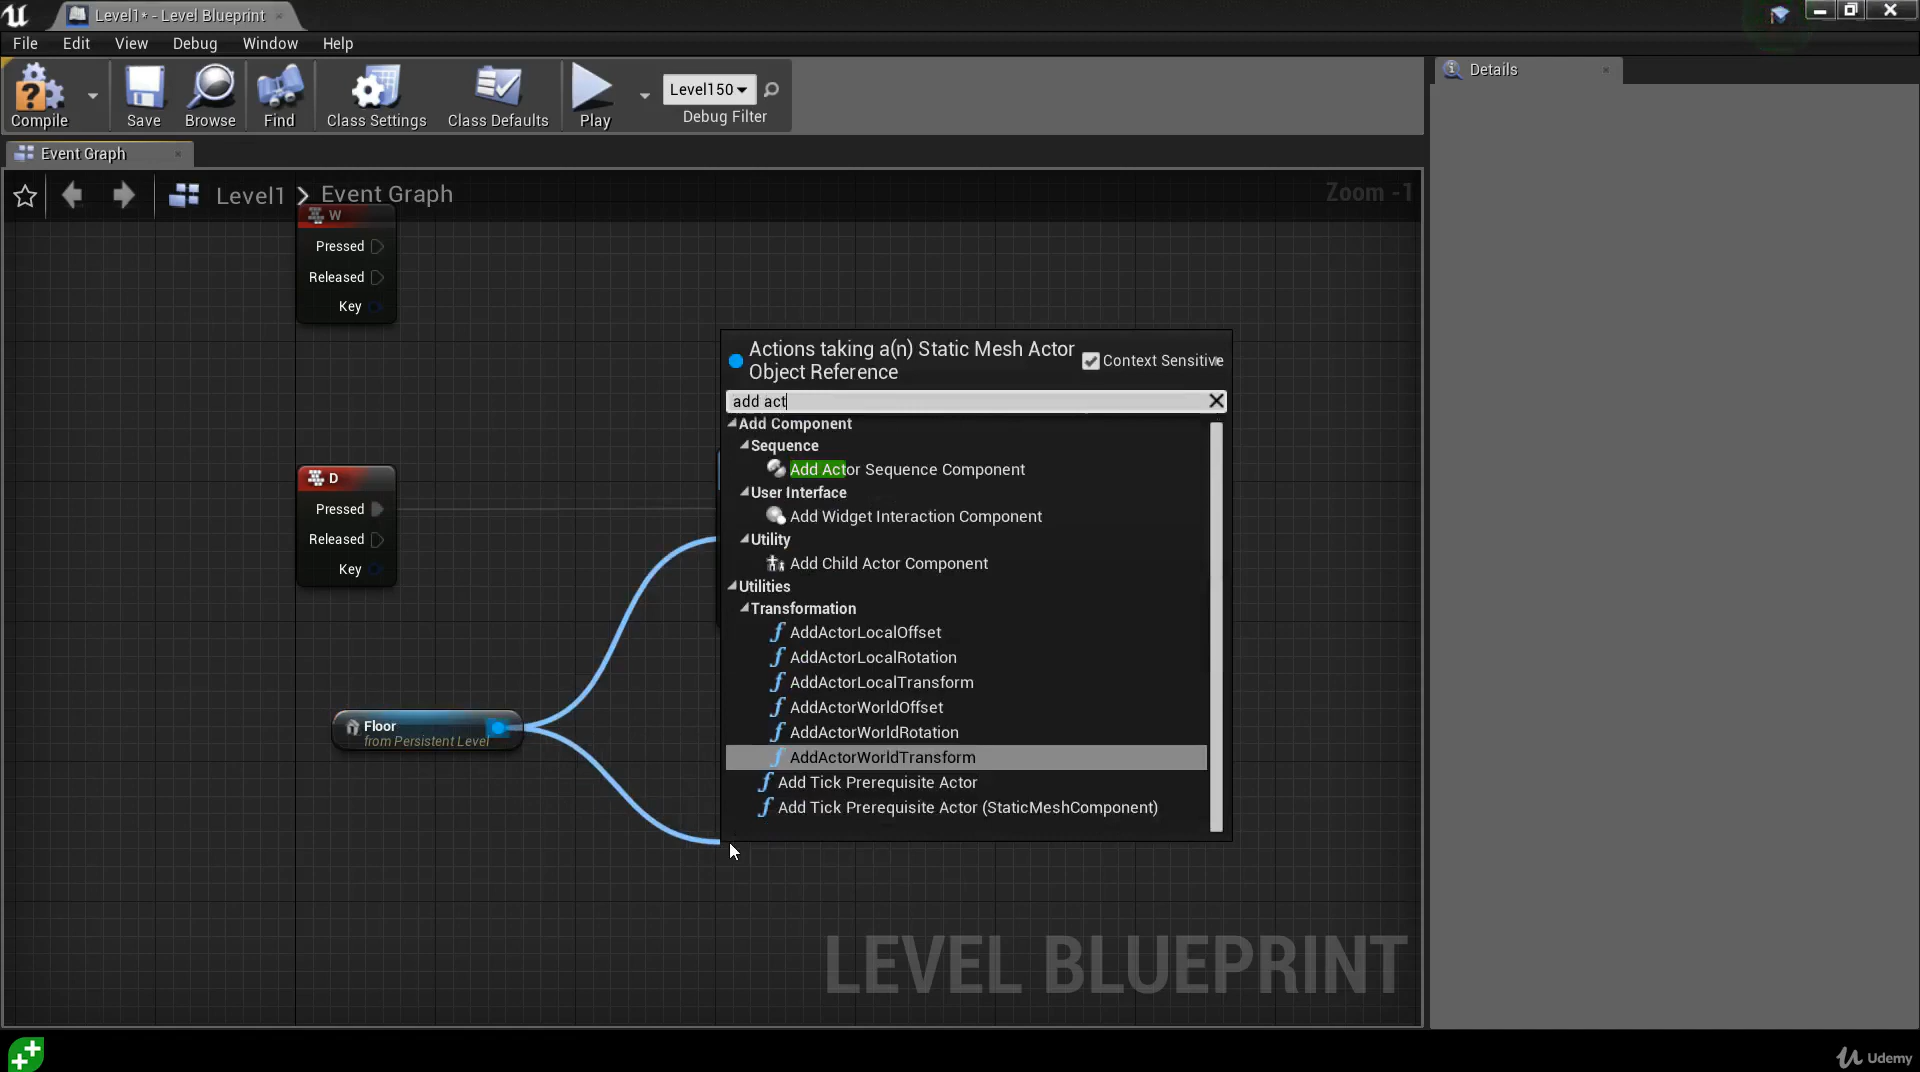 Level1* - Level Blueprint
File Edit View Debug Window Help
Compile
Save
Browse
Find
Class Settings
Class Defaults
Play
Level150
Debug Filter
Details
Event Graph
Level1 > Event Graph
Zoom -1
W
Pressed
Released
Key
D
Pressed
Released
Key
Floor
from Persistent Level
Actions taking a(n) Static Mesh Actor
Object Reference
Context Sensitive
add act
Add Component
Sequence
Add Actor Sequence Component
User Interface
Add Widget Interaction Component
Utility
Add Child Actor Component
Utilities
Transformation
AddActorLocalOffset
AddActorLocalRotation
AddActorLocalTransform
AddActorWorldOffset
AddActorWorldRotation
AddActorWorldTransform
Add Tick Prerequisite Actor
Add Tick Prerequisite Actor (StaticMeshComponent)
LEVEL BLUEPRINT
Udemy